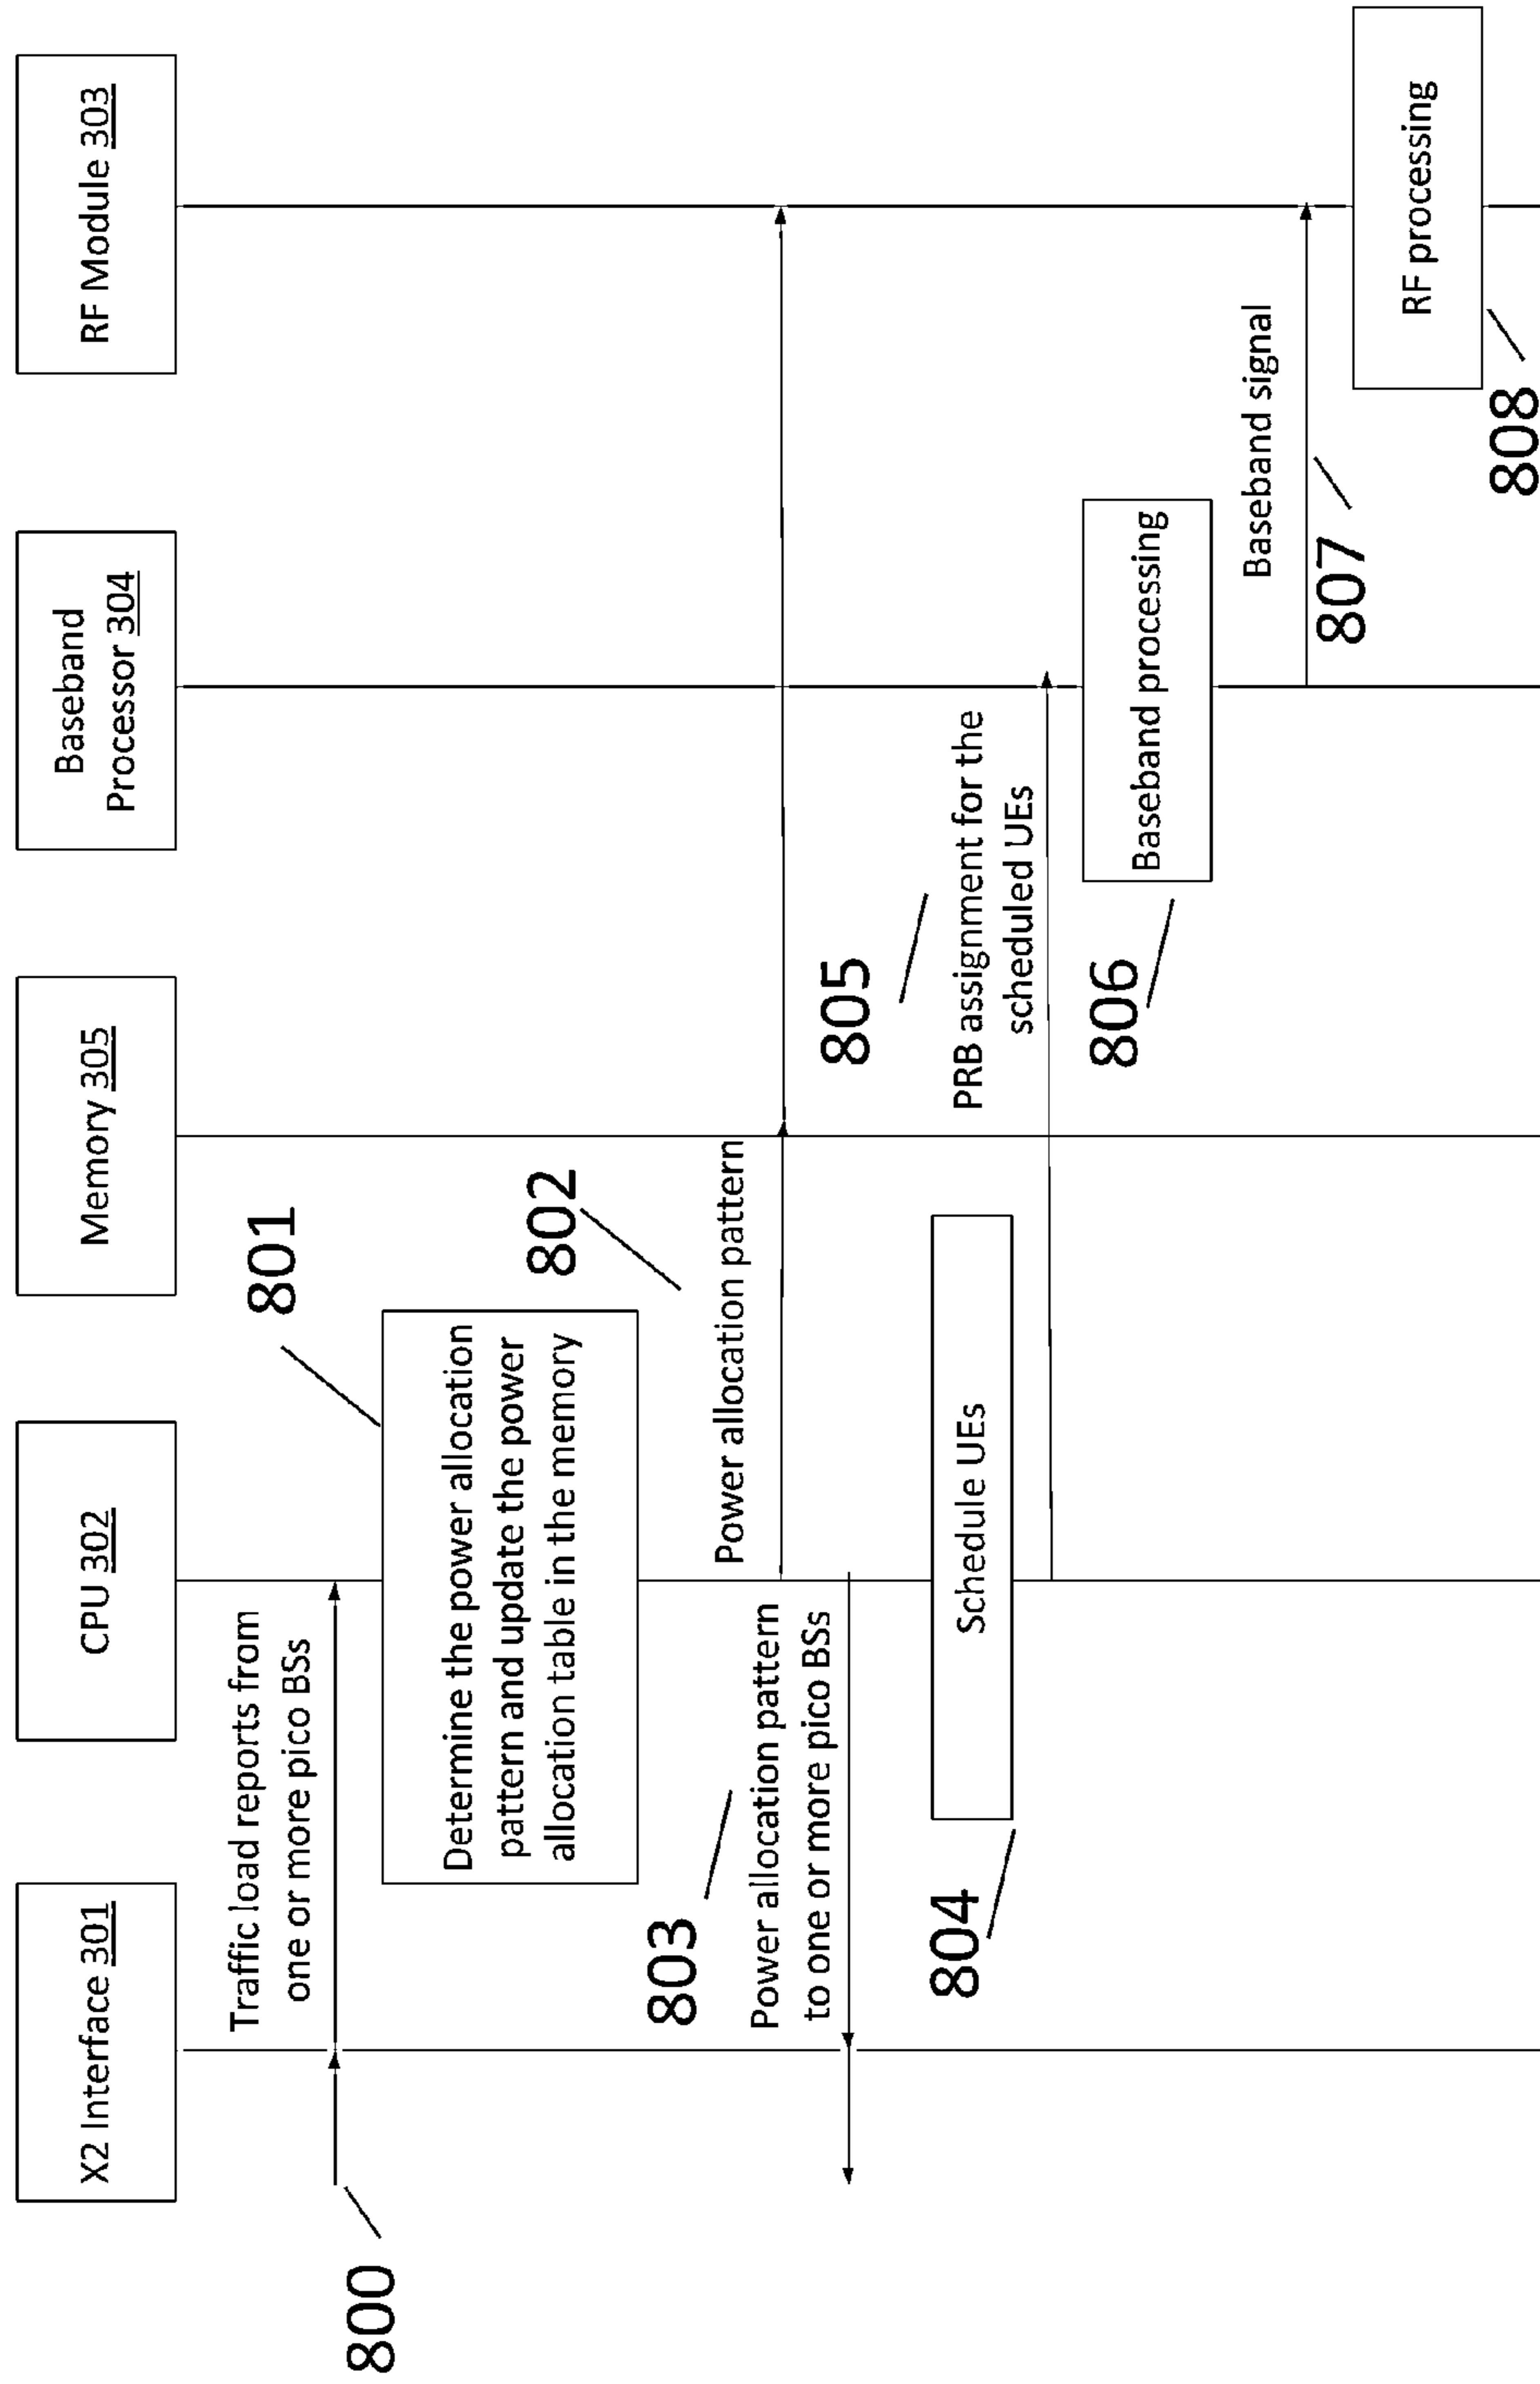 X2 Interface 301
CPU 302
Memory 305
Baseband
Processor 304
RF Module 303
800
Traffic load reports from
one or more pico BSs
801
Determine the power allocation
pattern and update the power
allocation table in the memory
802
Power allocation pattern
803
Power allocation pattern
to one or more pico BSs
804
Schedule UEs
805
PRB assignment for the
scheduled UEs
806
Baseband processing
Baseband signal
807
RF processing
808